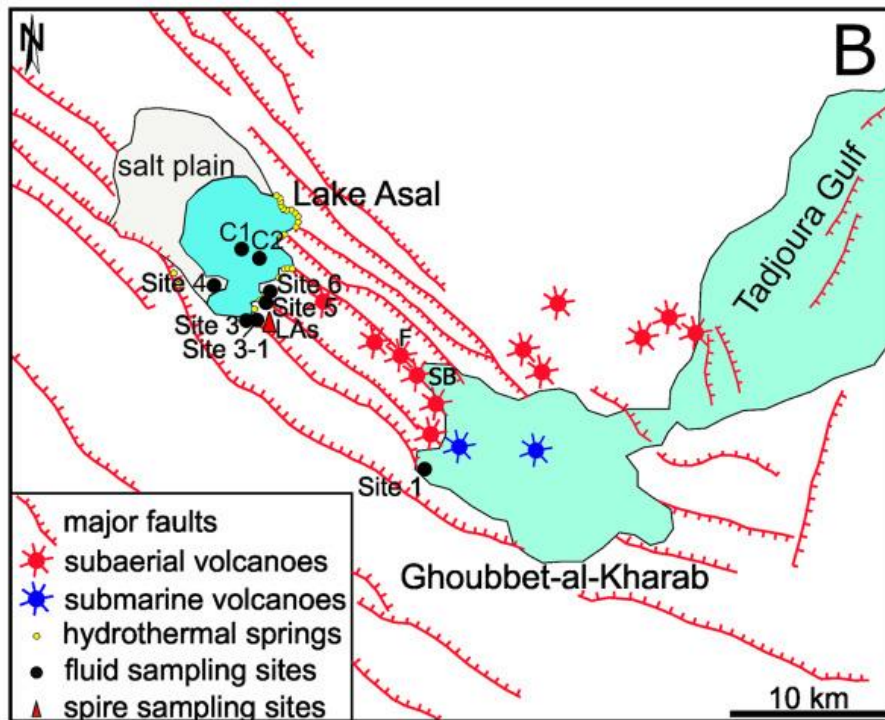 N
B
salt plain
Lake Asal
Tadjoura Gulf
C1
C2
Site 4
Site 6
Site 5
Site 3
LAs
Site 3-1
F
SB
Site 1
Ghoubbet-al-Kharab
major faults
subaerial volcanoes
submarine volcanoes
hydrothermal springs
fluid sampling sites
spire sampling sites
10 km